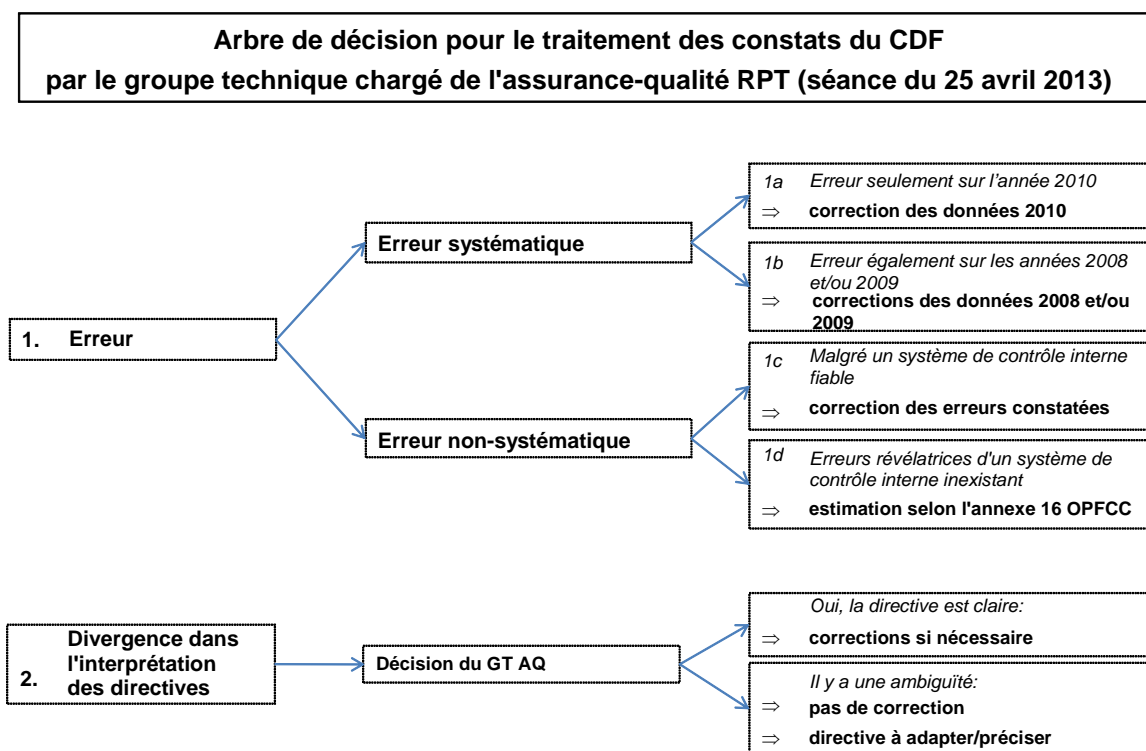 Arbre de décision pour le traitement des constats du CDF
par le groupe technique chargé de l'assurance-qualité RPT (séance du 25 avril 2013)
1. Erreur
Erreur systématique
1a Erreur seulement sur l'année 2010
⇒ correction des données 2010
1b Erreur également sur les années 2008
et/ou 2009
⇒ corrections des données 2008 et/ou
2009
Erreur non-systématique
1c Malgré un système de contrôle interne
fiable
⇒ correction des erreurs constatées
1d Erreurs révélatrices d'un système de
contrôle interne inexistant
⇒ estimation selon l'annexe 16 OPFCC
2. Divergence dans
l'interprétation
des directives
Décision du GT AQ
Oui, la directive est claire:
⇒ corrections si nécessaire
Il y a une ambiguïté:
⇒ pas de correction
⇒ directive à adapter/préciser